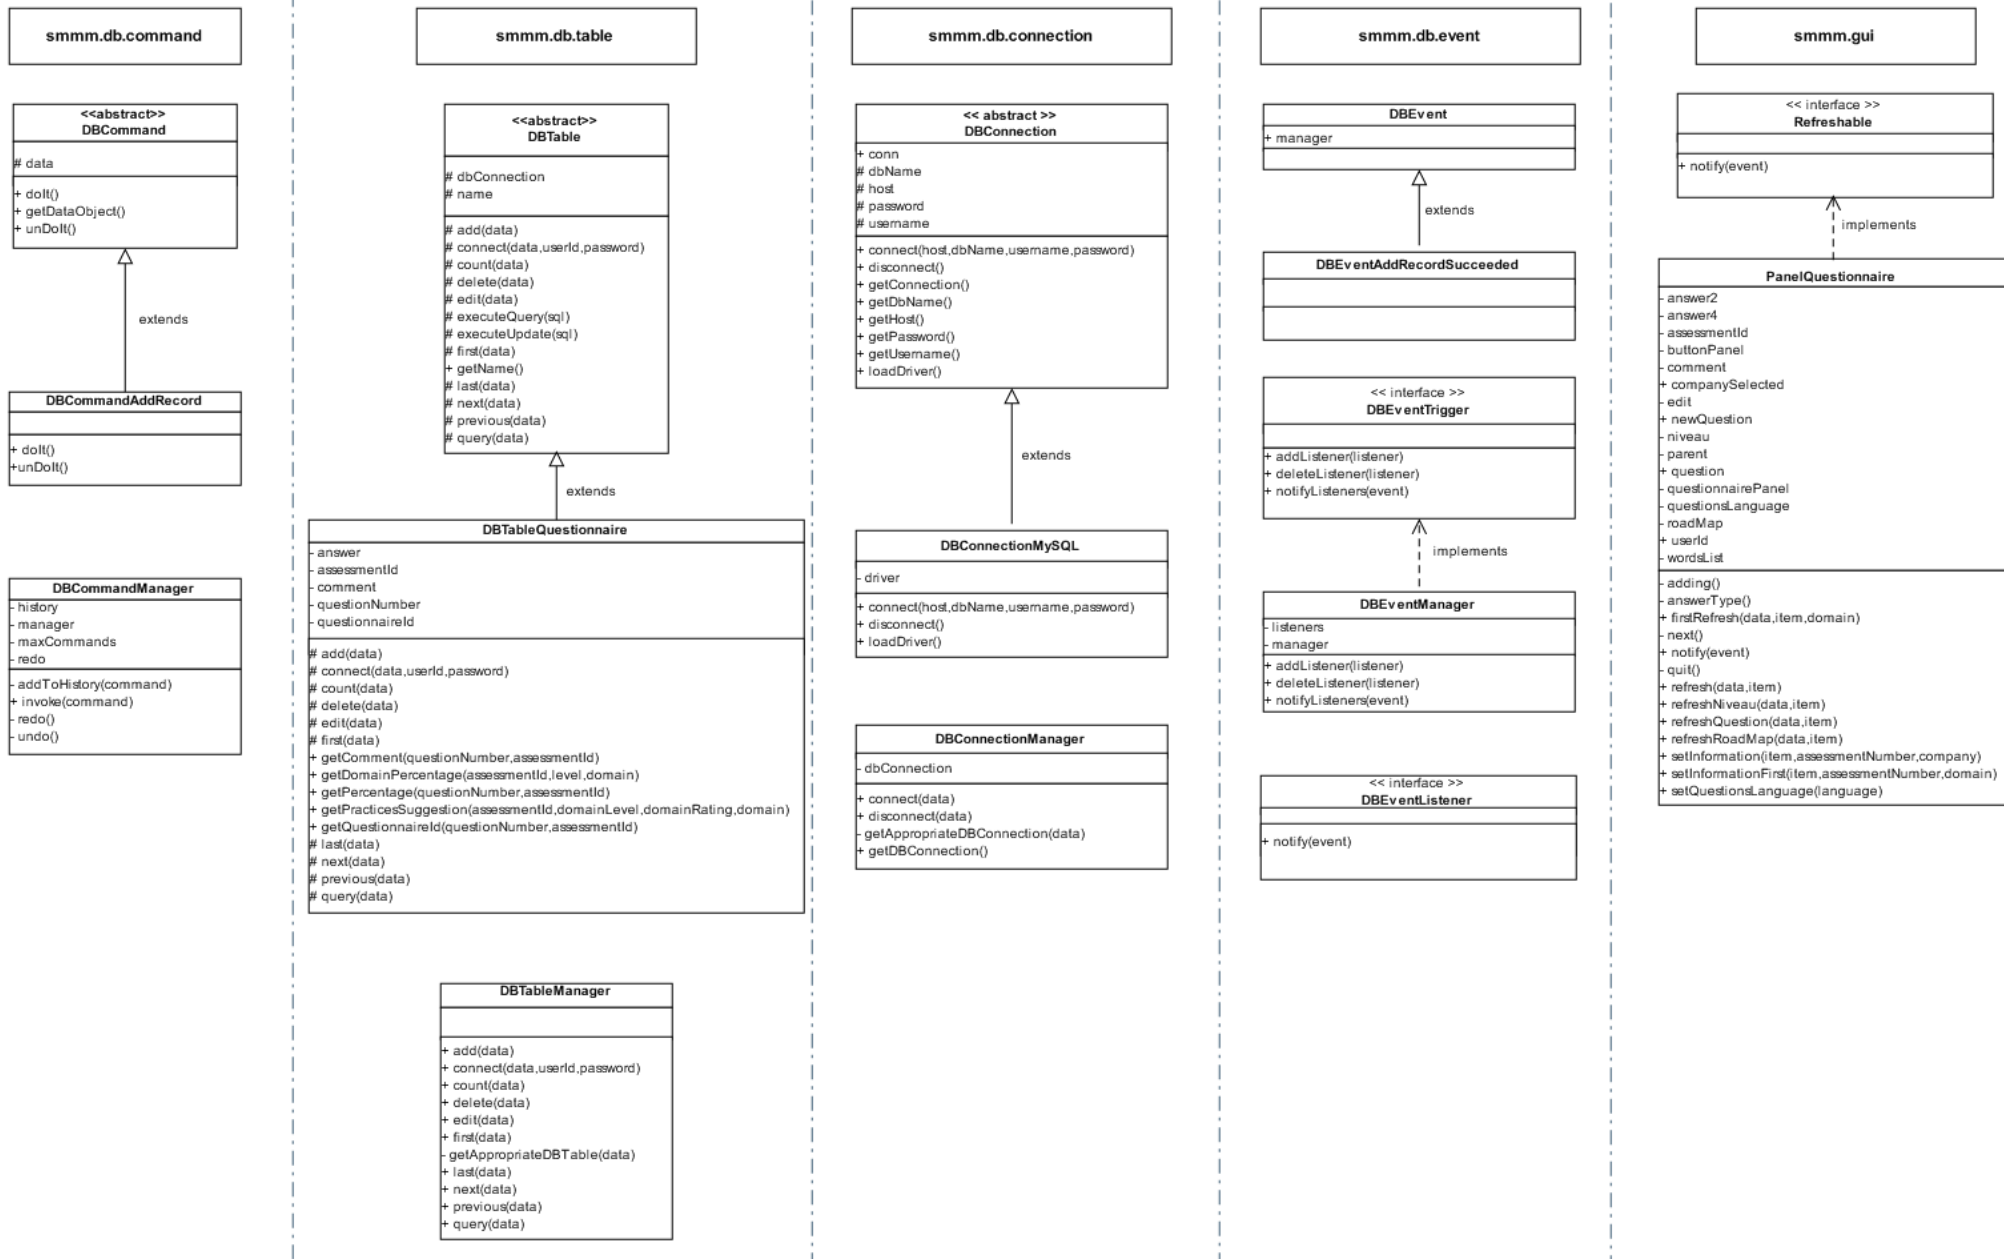 smmm.db.command
<<abstract>>
DBCommand
# data
+ doIt()
+ getDataObject()
+ unDoIt()
extends
DBCommandAddRecord
+ doIt()
+unDoIt()
DBCommandManager
- history
- manager
- maxCommands
- redo
- addToHistory(command)
+ invoke(command)
- redo()
- undo()
smmm.db.table
<<abstract>>
DBTable
# dbConnection
# name
# add(data)
# connect(data,userId,password)
# count(data)
# delete(data)
# edit(data)
# executeQuery(sql)
# executeUpdate(sql)
# first(data)
+ getName()
# last(data)
# next(data)
# previous(data)
# query(data)
extends
DBTableQuestionnaire
- answer
- assessmentId
- comment
- questionNumber
- questionnaireId
# add(data)
# connect(data,userId,password)
# count(data)
# delete(data)
# edit(data)
# first(data)
+ getComment(questionNumber,assessmentId)
+ getDomainPercentage(assessmentId,level,domain)
+ getPercentage(questionNumber,assessmentId)
+ getPracticesSuggestion(assessmentId,domainLevel,domainRating,domain)
+ getQuestionnaireId(questionNumber,assessmentId)
# last(data)
# next(data)
# previous(data)
# query(data)
DBTableManager
+ add(data)
+ connect(data,userId,password)
+ count(data)
+ delete(data)
+ edit(data)
+ first(data)
- getAppropriateDBTable(data)
+ last(data)
+ next(data)
+ previous(data)
+ query(data)
smmm.db.connection
<< abstract >>
DBConnection
+ conn
# dbName
# host
# password
# username
+ connect(host,dbName,username,password)
+ disconnect()
+ getConnection()
+ getDbName()
+ getHost()
+ getPassword()
+ getUsername()
+ loadDriver()
extends
DBConnectionMySQL
- driver
+ connect(host,dbName,username,password)
+ disconnect()
+ loadDriver()
DBConnectionManager
- dbConnection
+ connect(data)
+ disconnect(data)
- getAppropriateDBConnection(data)
+ getDBConnection()
smmm.db.event
DBEvent
+ manager
extends
DBEventAddRecordSucceeded
<< interface >>
DBEventTrigger
+ addListener(listener)
+ deleteListener(listener)
+ notifyListeners(event)
implements
DBEventManager
- listeners
- manager
+ addListener(listener)
+ deleteListener(listener)
+ notifyListeners(event)
<< interface >>
DBEventListener
+ notify(event)
smmm.gui
<< interface >>
Refreshable
+ notify(event)
implements
PanelQuestionnaire
- answer2
- answer4
- assessmentId
- buttonPanel
- comment
+ companySelected
- edit
+ newQuestion
- niveau
- parent
+ question
- questionnairePanel
- questionsLanguage
- roadMap
+ userId
- wordsList
- adding()
- answerType()
+ firstRefresh(data,item,domain)
- next()
+ notify(event)
- quit()
+ refresh(data,item)
+ refreshNiveau(data,item)
+ refreshQuestion(data,item)
+ refreshRoadMap(data,item)
+ setInformation(item,assessmentNumber,company)
+ setInformationFirst(item,assessmentNumber,domain)
+ setQuestionsLanguage(language)